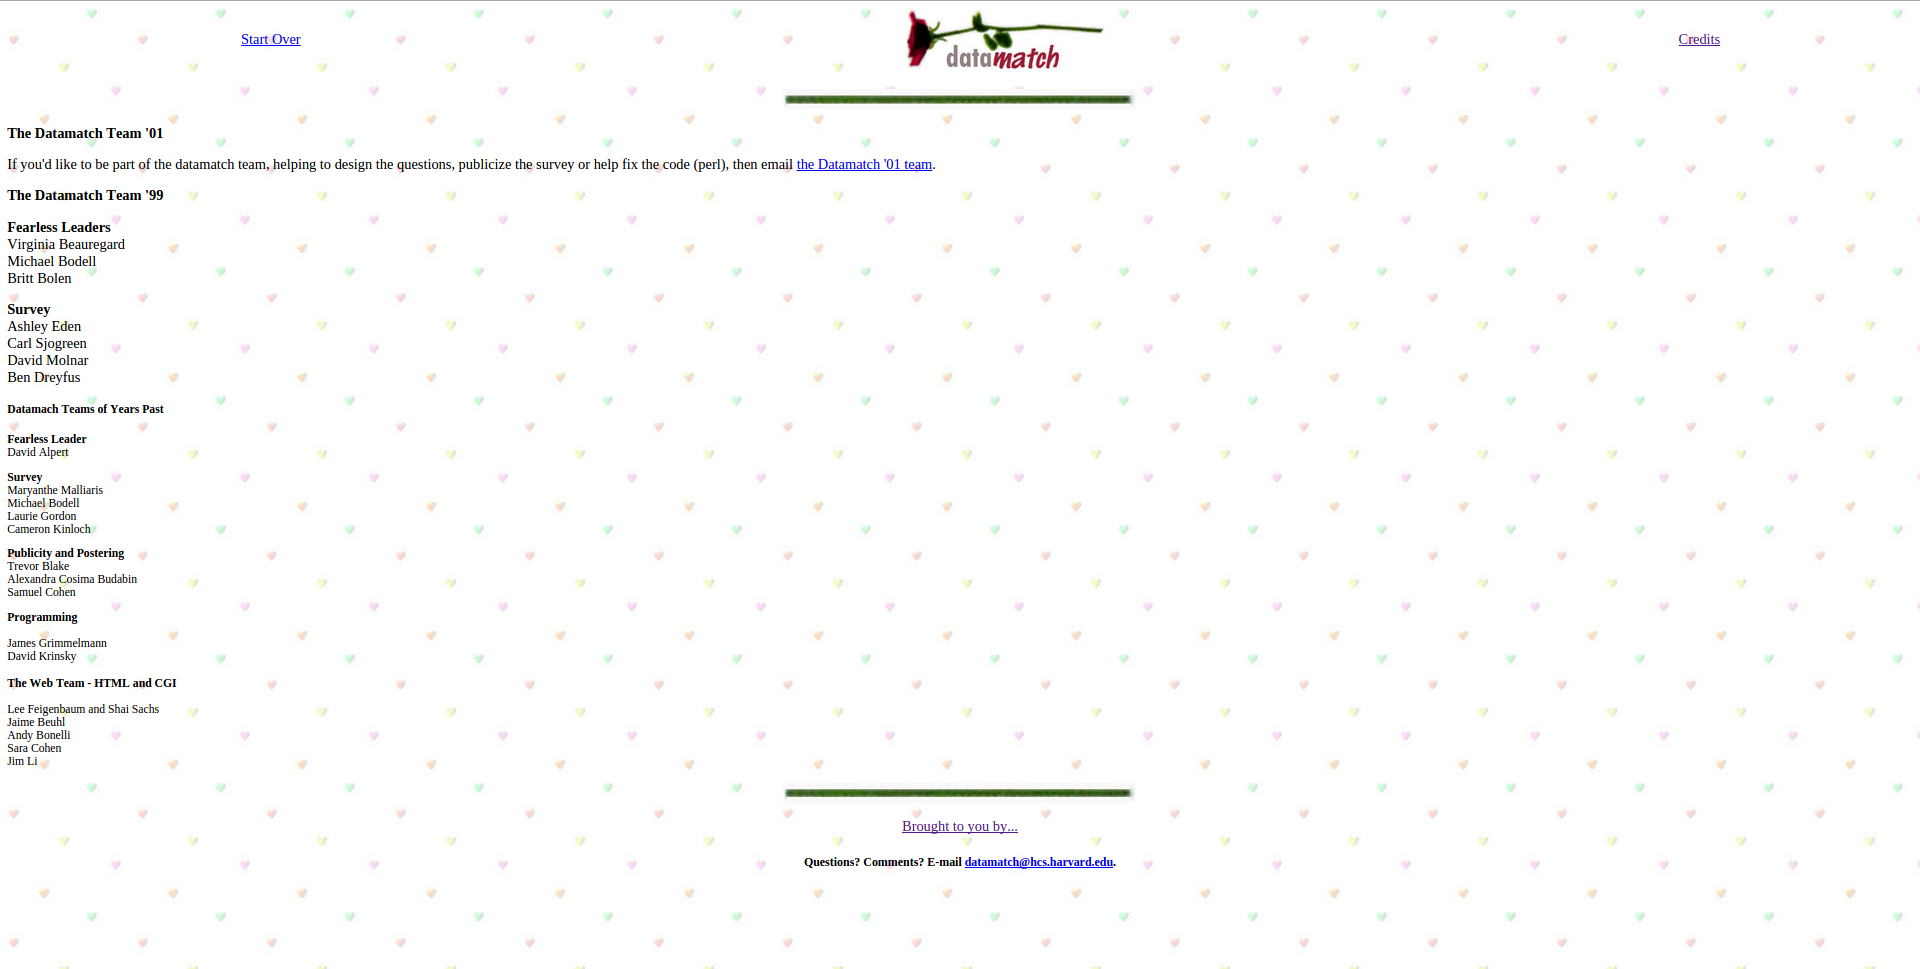 Start Over
datamatch
Credits
The Datamatch Team '01
If you'd like to be part of the datamatch team, helping to design the questions, publicize the survey or help fix the code (perl), then email the Datamatch '01 team.
The Datamatch Team '99
Fearless Leaders
Virginia Beauregard
Michael Bodell
Britt Bolen
Survey
Ashley Eden
Carl Sjogreen
David Molnar
Ben Dreyfus
Datamach Teams of Years Past
Fearless Leader
David Alpert
Survey
Maryanthe Malliaris
Michael Bodell
Laurie Gordon
Cameron Kinloch
Publicity and Postering
Trevor Blake
Alexandra Cosima Budabin
Samuel Cohen
Programming
James Grimmelmann
David Krinsky
The Web Team - HTML and CGI
Lee Feigenbaum and Shai Sachs
Jaime Beuhl
Andy Bonelli
Sara Cohen
Jim Li
Brought to you by...
Questions? Comments? E-mail datamatch@hcs.harvard.edu.